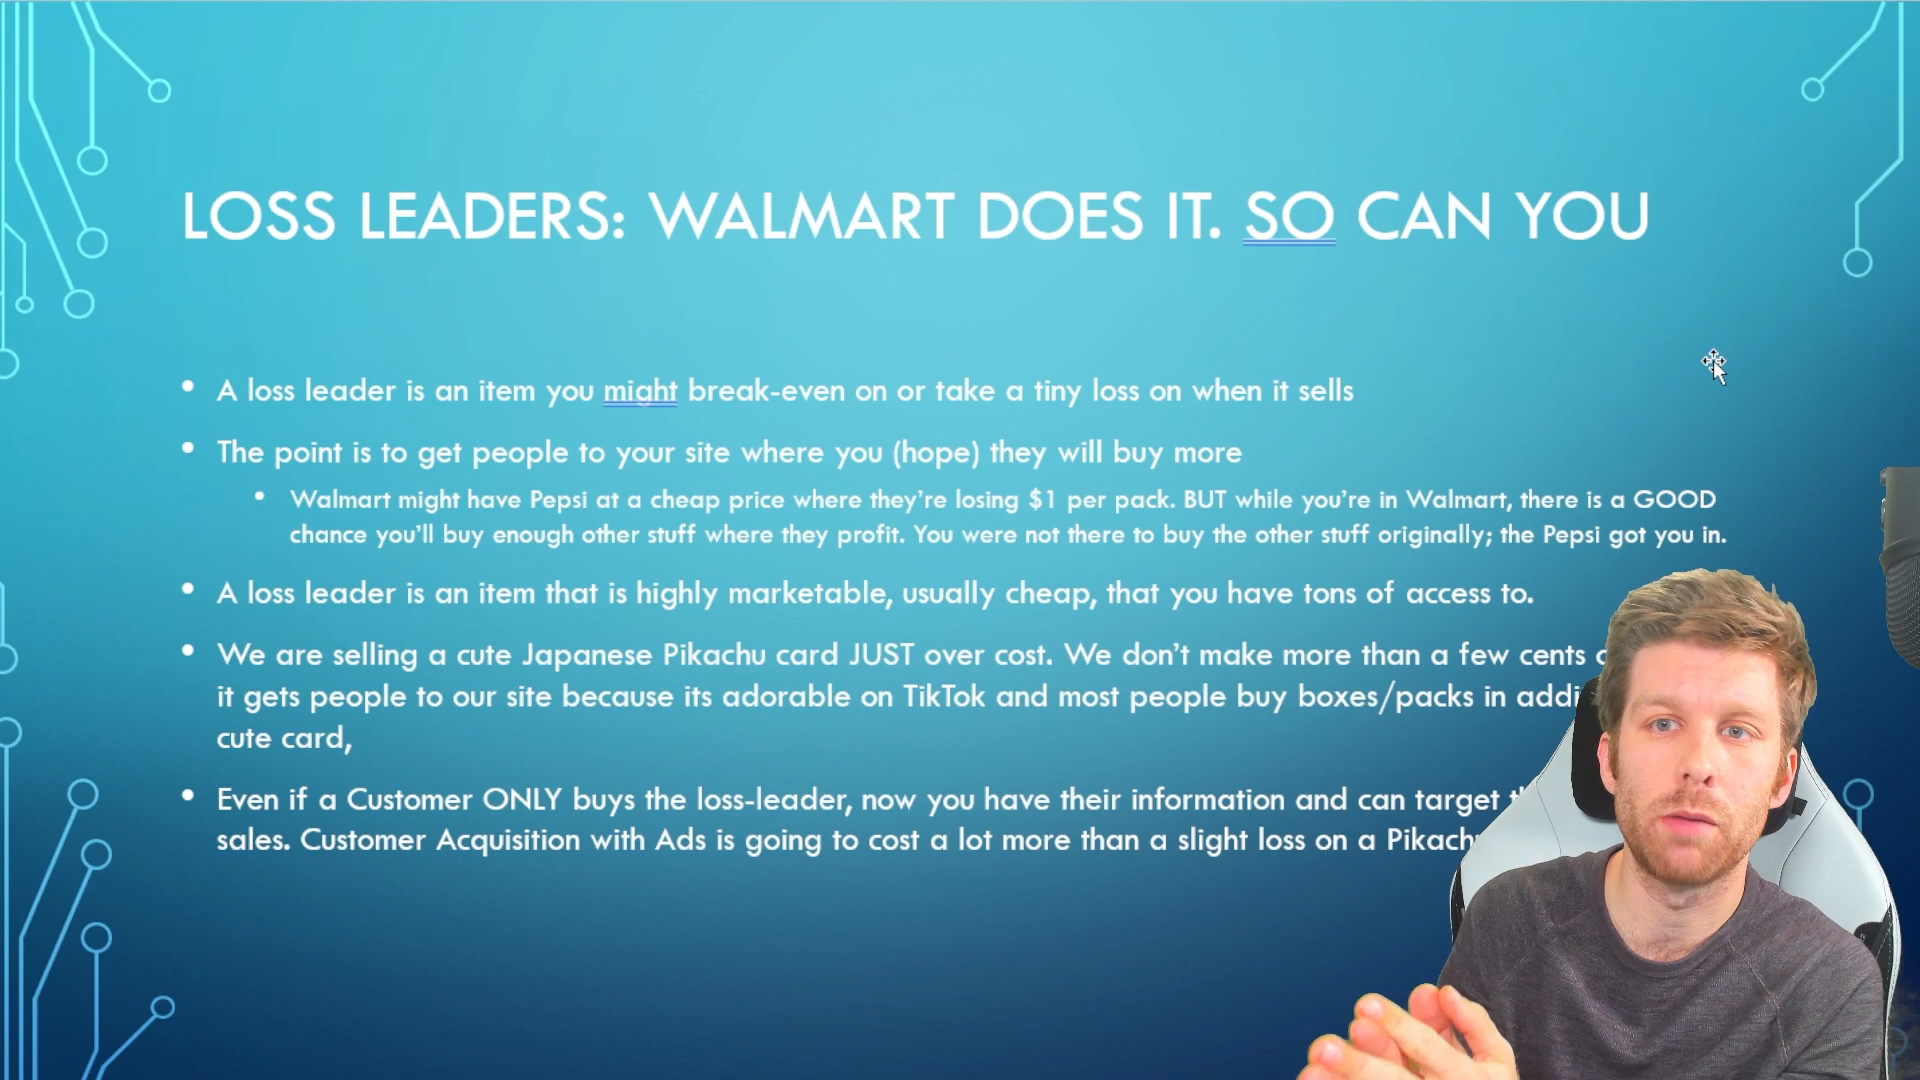 LOSS LEADERS: WALMART DOES IT. SO CAN YOU
• A loss leader is an item you might break-even on or take a tiny loss on when it sells
• The point is to get people to your site where you (hope) they will buy more
• Walmart might have Pepsi at a cheap price where they're losing $1 per pack. BUT while you're in Walmart, there is a GOOD
chance you'll buy enough other stuff where they profit. You were not there to buy the other stuff originally; the Pepsi got you in.
• A loss leader is an item that is highly marketable, usually cheap, that you have tons of access to.
• We are selling a cute Japanese Pikachu card JUST over cost. We don't make more than a few cents
it gets people to our site because its adorable on TikTok and most people buy boxes/packs in
cute card,
• Even if a Customer ONLY buys the loss-leader, now you have their information and can target
sales. Customer Acquisition with Ads is going to cost a lot more than a slight loss on a